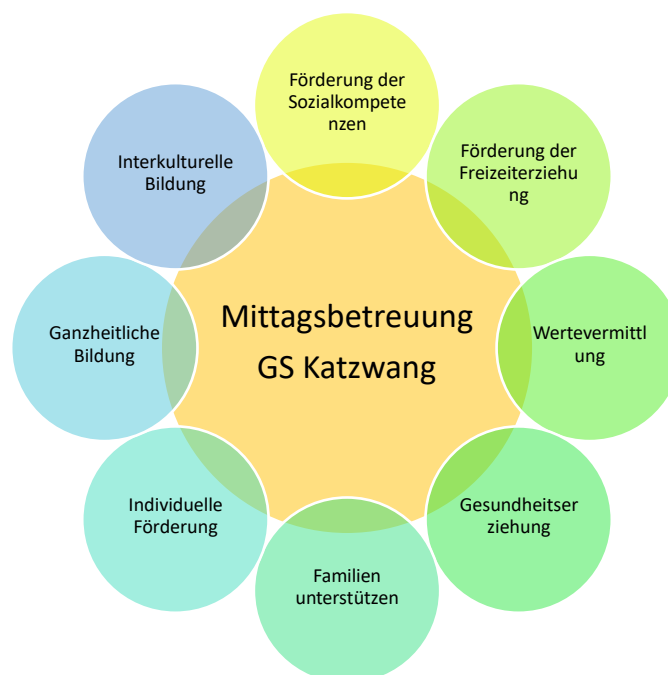 Förderung der
Sozialkompete
nzen
Förderung der
Freizeiterziehu
ng
Wertevermittl
ung
Gesundheitser
ziehung
Familien
unterstützen
Individuelle
Förderung
Ganzheitliche
Bildung
Interkulturelle
Bildung
Mittagsbetreuung
GS Katzwang